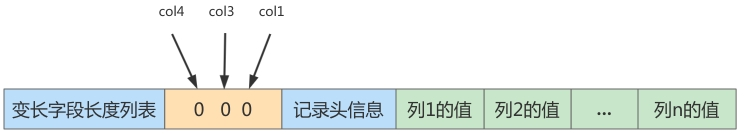 col4 col3 col1
变长字段长度列表 0 0 0 记录头信息 列1的值 列2的值 ... 列n的值